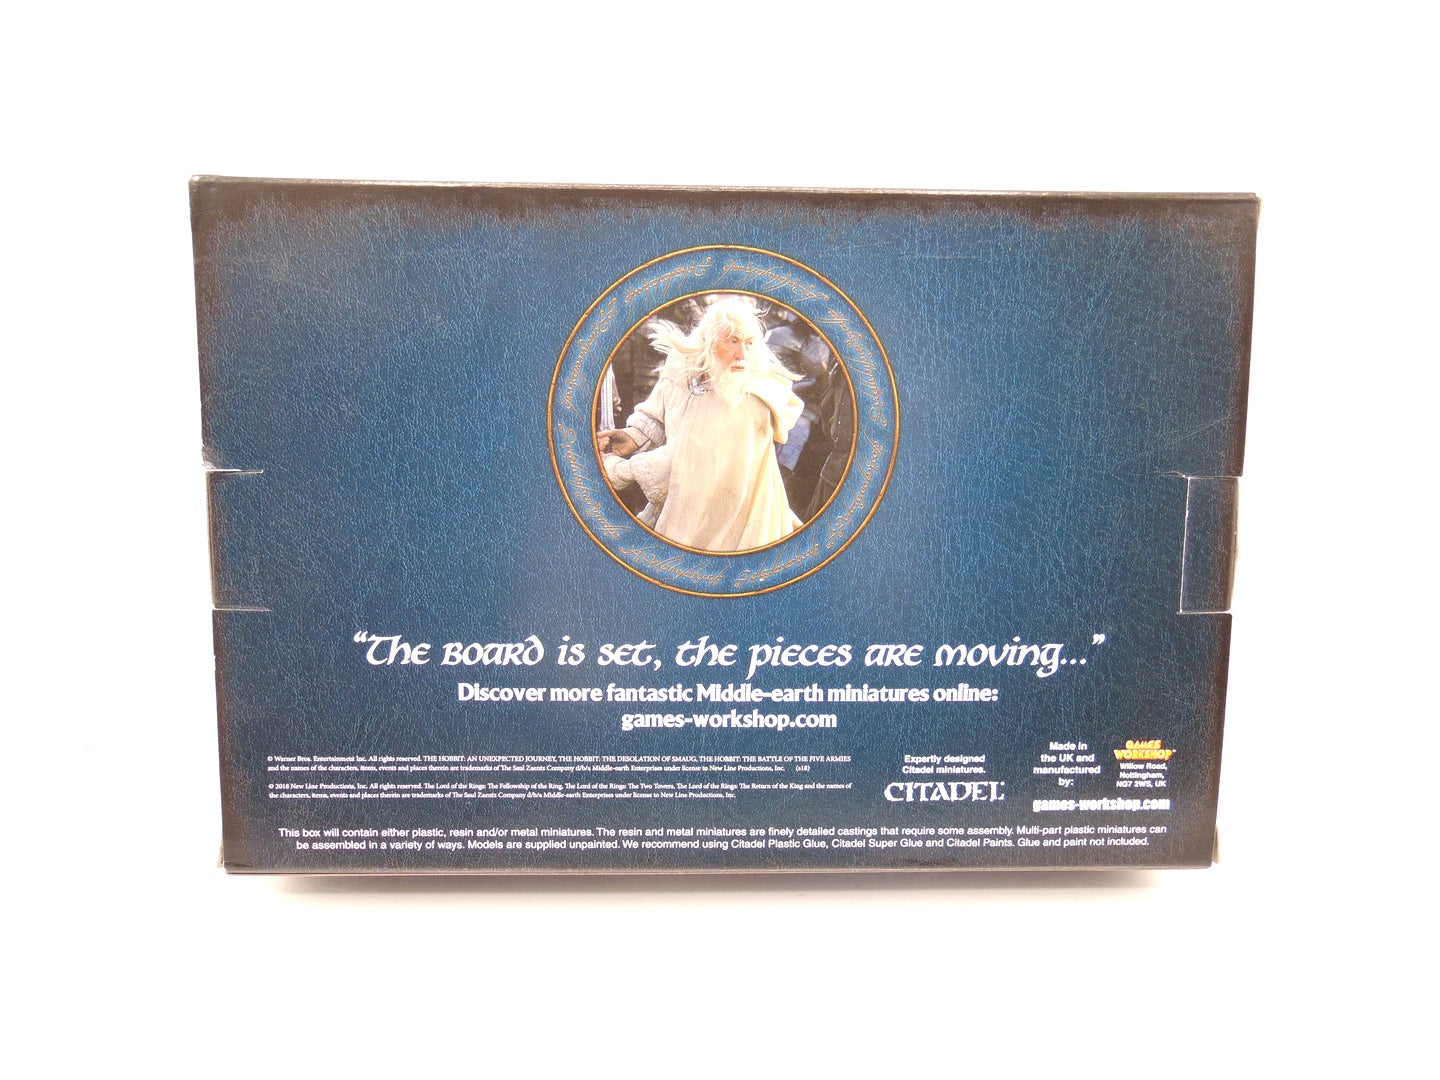 “The Board is set, the pieces are moving...”
Discover more fantastic Middle-earth miniatures online:
games-workshop.com
© Warner Bros. Entertainment Inc. All rights reserved. THE HOBBIT: AN UNEXPECTED JOURNEY, THE HOBBIT: THE DESOLATION OF SMAUG, THE HOBBIT: THE BATTLE OF THE FIVE ARMIES
and the names of the characters, items, events and places therein are trademarks of The Saul Zaentz Company d/b/a Middle-earth Enterprises under license to New Line Productions, Inc. (s18)
© 2018 New Line Productions, Inc. All rights reserved. The Lord of the Rings: The Fellowship of the Ring, The Lord of the Rings: The Two Towers, The Lord of the Rings: The Return of the King and the names of
the characters, items, events and places therein are trademarks of The Saul Zaentz Company d/b/a Middle-earth Enterprises under license to New Line Productions, Inc.
Expertly designed
Citadel miniatures.
CITADEL
Made in
the UK and
manufactured
by:
GAMES
WORKSHOP
Willow Road,
Nottingham,
NG7 2WS, UK
games-workshop.com
This box will contain either plastic, resin and/or metal miniatures. The resin and metal miniatures are finely detailed castings that require some assembly. Multi-part plastic miniatures can
be assembled in a variety of ways. Models are supplied unpainted. We recommend using Citadel Plastic Glue, Citadel Super Glue and Citadel Paints. Glue and paint not included.